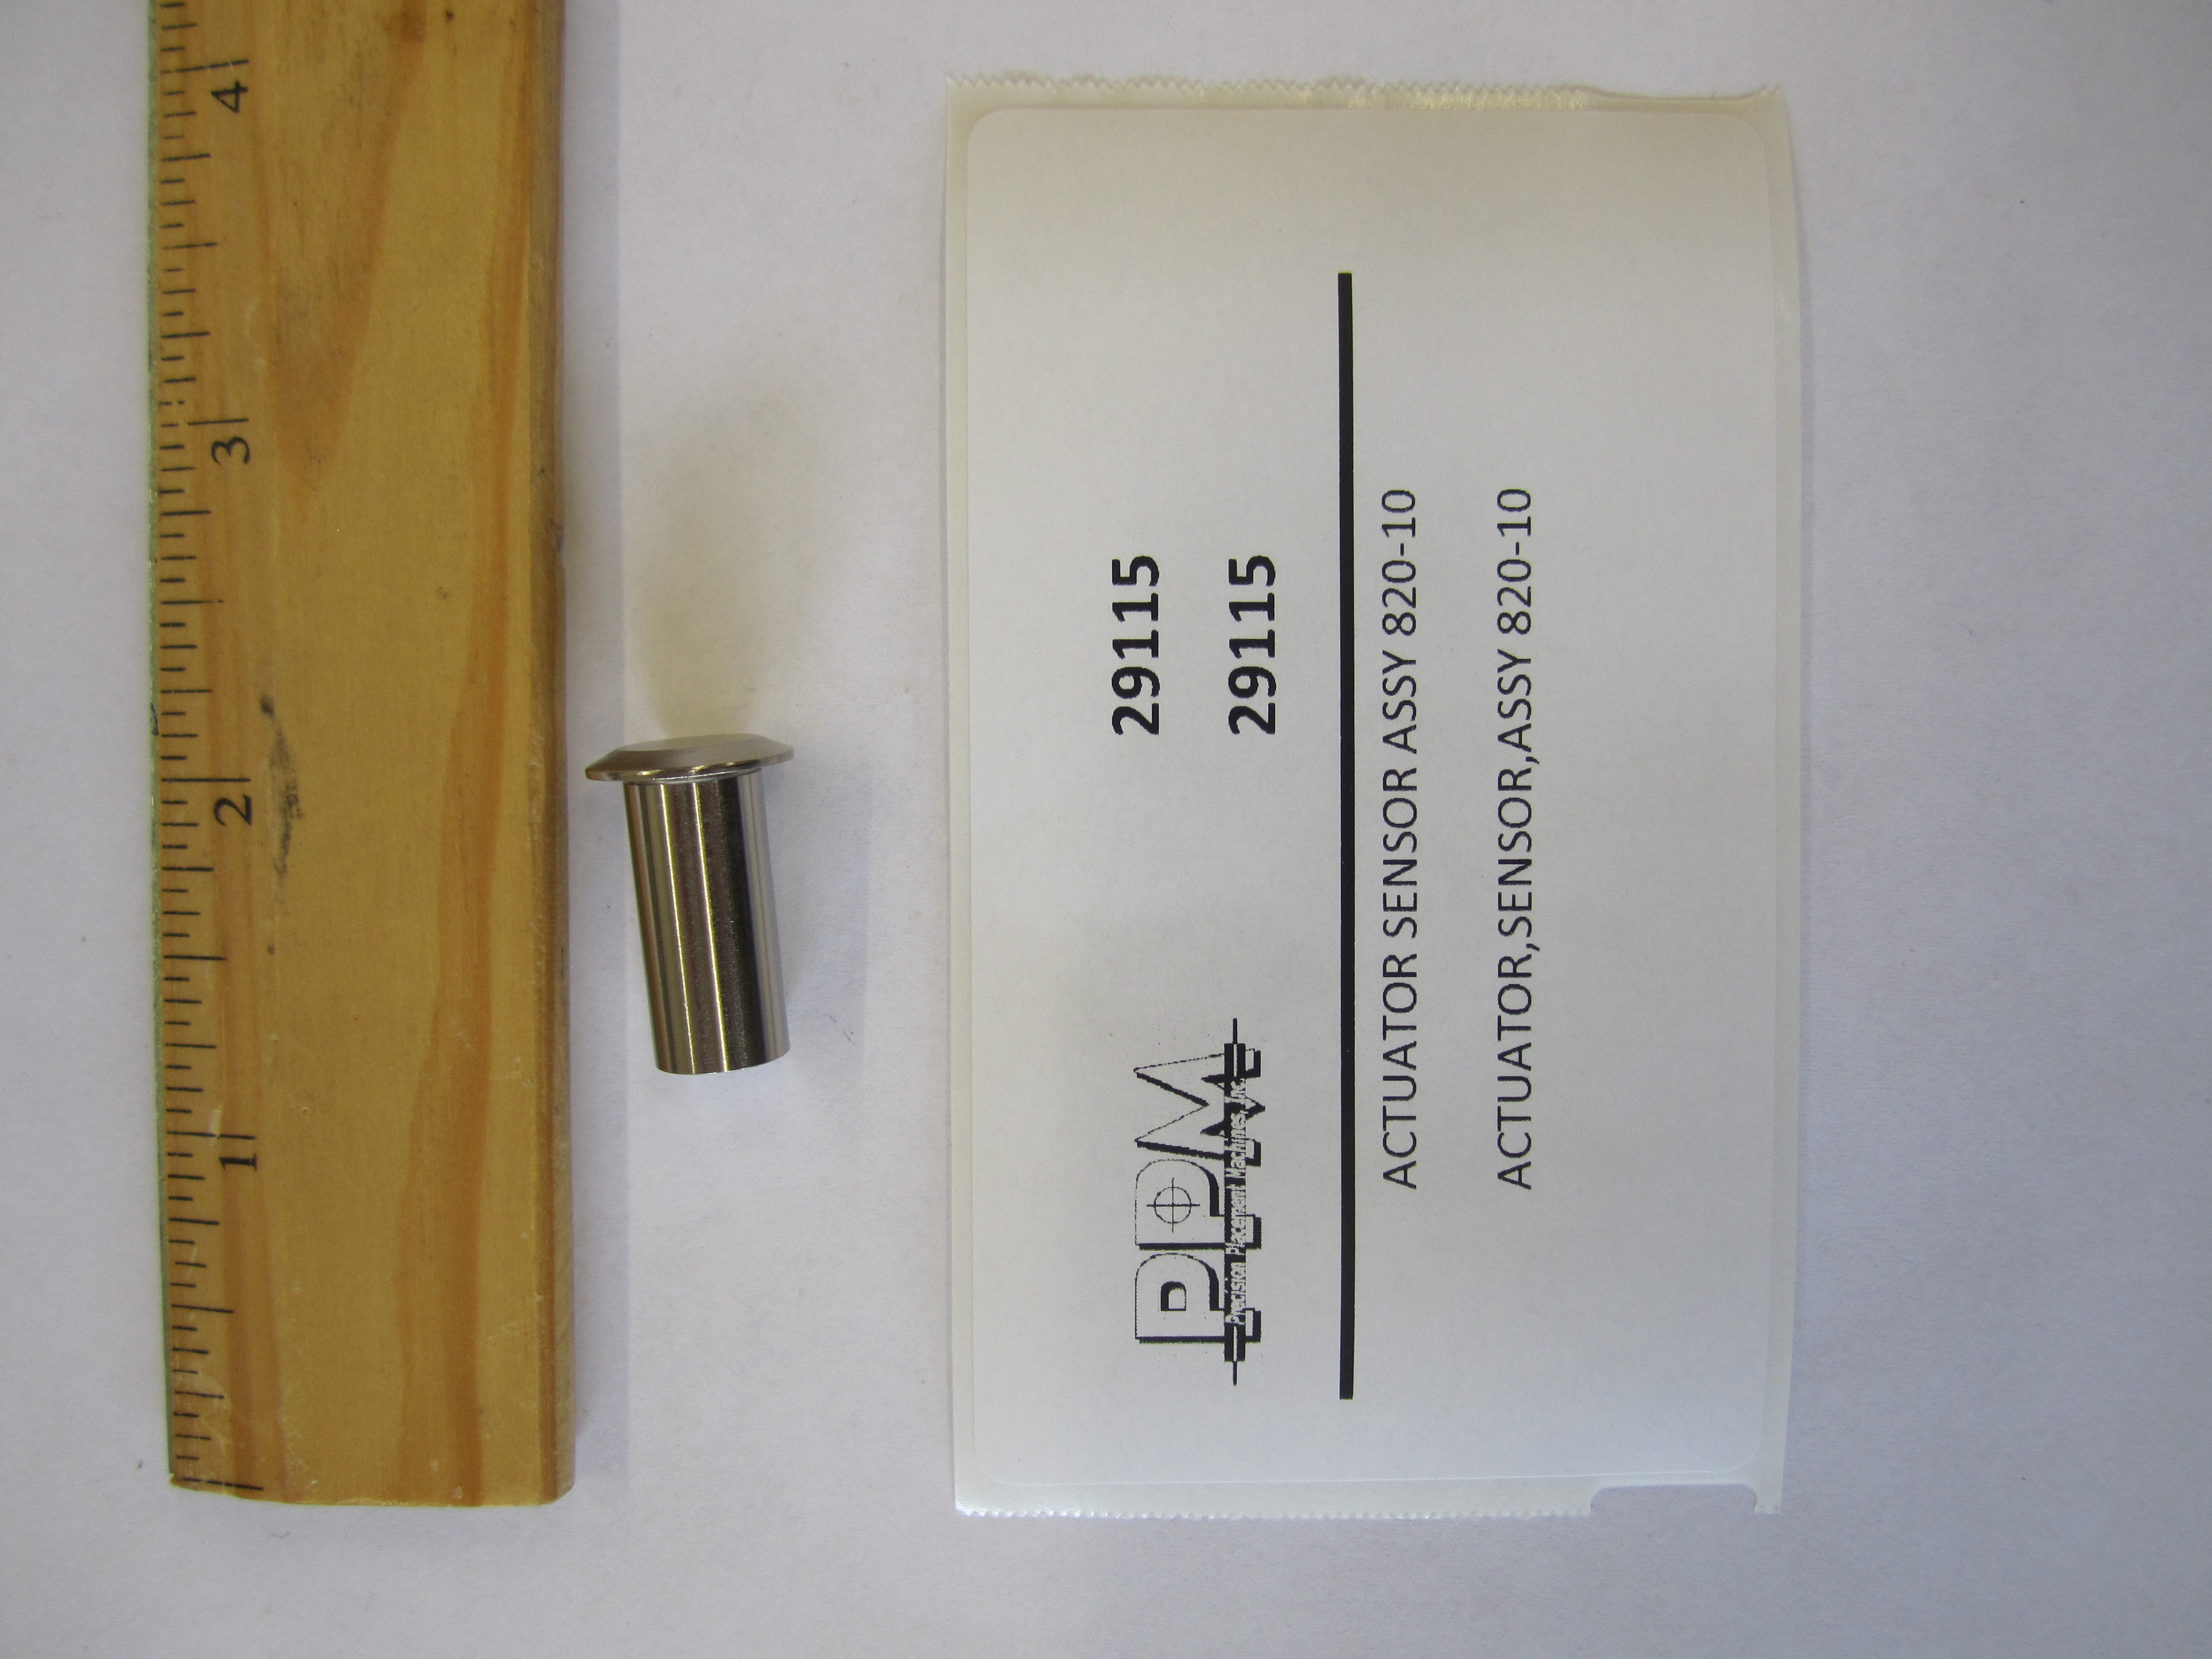 1
2
3
4
PPM
Precision Placement Machines, Inc.
29115
29115
ACTUATOR SENSOR ASSY 820-10
ACTUATOR,SENSOR,ASSY 820-10